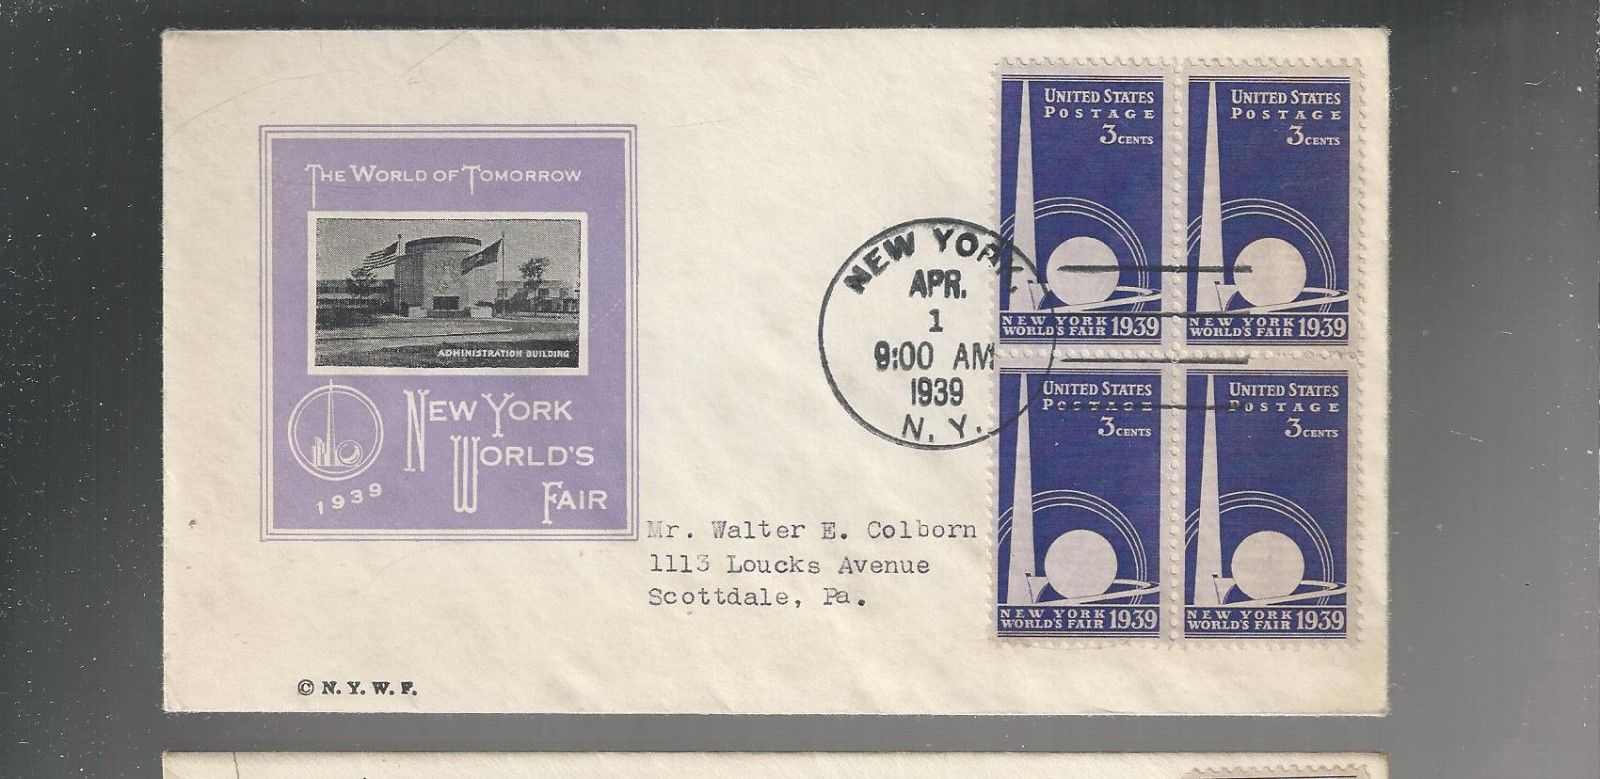 THE WORLD OF TOMORROW
ADMINISTRATION BUILDING
1939
NEW YORK
WORLD'S
FAIR
© N. Y. W. F.
Mr. Walter E. Colborn
1113 Loucks Avenue
Scottdale, Pa.
NEW YORK,
APR.
1
9:00 AM
1939
N. Y.
UNITED STATES
POSTAGE
3 CENTS
NEW YORK
WORLD'S FAIR 1939
UNITED STATES
POSTAGE
3 CENTS
NEW YORK
WORLD'S FAIR 1939
UNITED STATES
POSTAGE
3 CENTS
NEW YORK
WORLD'S FAIR 1939
UNITED STATES
POSTAGE
3 CENTS
NEW YORK
WORLD'S FAIR 1939